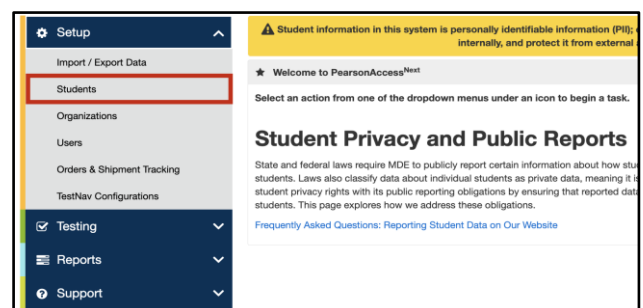 Setup
Import / Export Data
Students
Organizations
Users
Orders & Shipment Tracking
TestNav Configurations
Testing
Reports
Support
Student information in this system is personally identifiable information (PII);
internally, and protect it from external
Welcome to PearsonAccessNext
Select an action from one of the dropdown menus under an icon to begin a task.
Student Privacy and Public Reports
State and federal laws require MDE to publicly report certain information about how
students. Laws also classify data about individual students as private data, meaning it
student privacy rights with its public reporting obligations by ensuring that reported
students. This page explores how we address these obligations.
Frequently Asked Questions: Reporting Student Data on Our Website